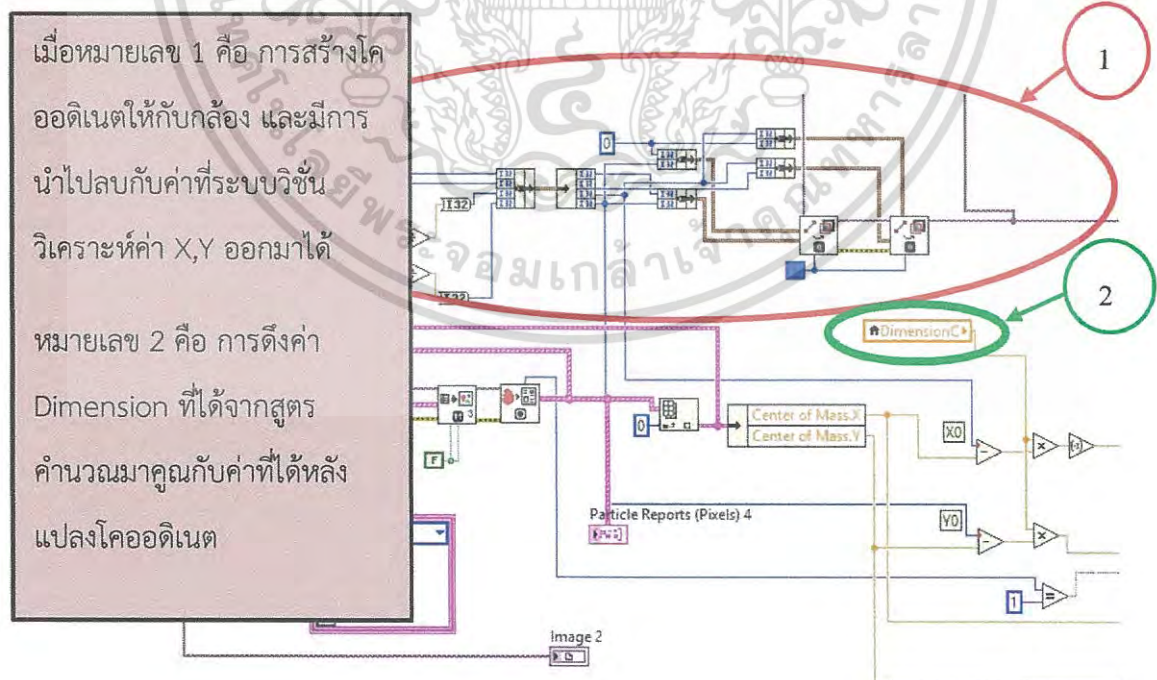 เมื่อหมายเลข 1 คือ การสร้างโค
ออดิเนตให้กับกล้อง และมีการ
นำไปลบกับค่าที่ระบบวิชั่น
วิเคราะห์ค่า X,Y ออกมาได้
หมายเลข 2 คือ การดึงค่า
Dimension ที่ได้จากสูตร
คำนวณมาคูณกับค่าที่ได้หลัง
แปลงโคออดิเนต
1
2
0
I32
I32
DimensionC
3
F
0
Center of Mass.X
Center of Mass.Y
X0
Y0
Particle Reports (Pixels) 4
1
Image 2